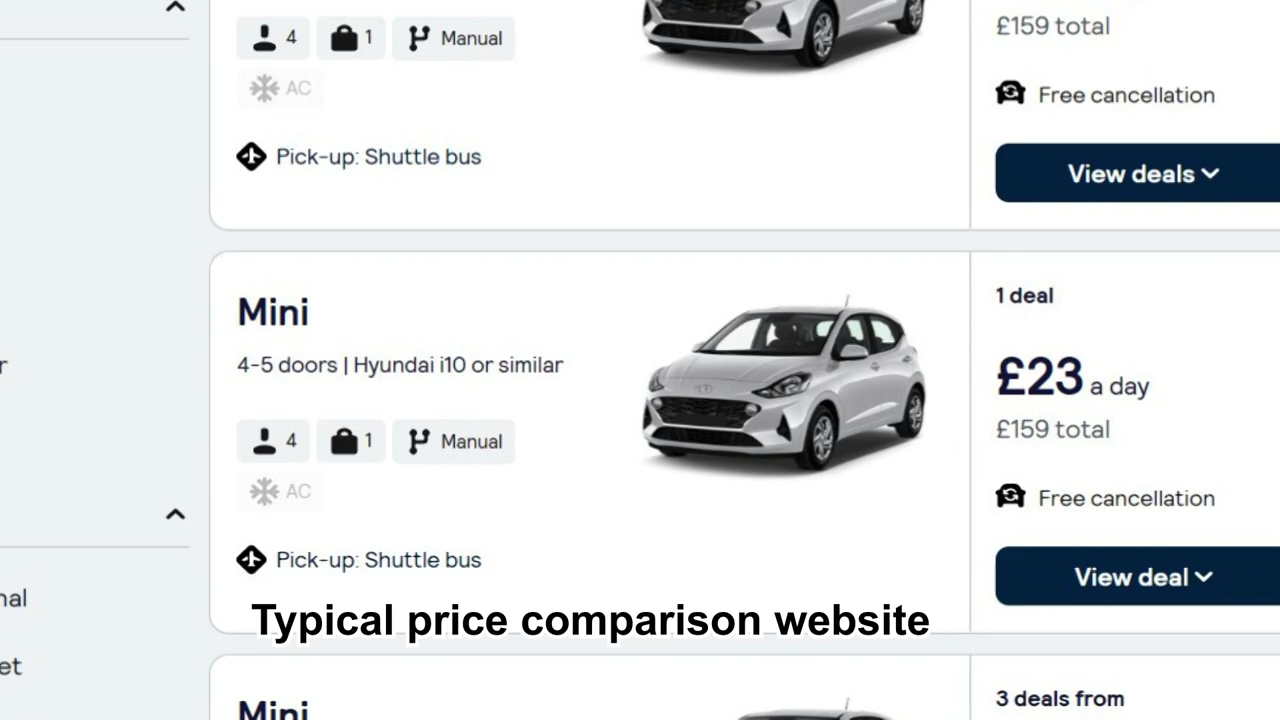 £159 total
4 1 Manual
AC
Free cancellation
Pick-up: Shuttle bus
View deals
1 deal
Mini
4-5 doors | Hyundai i10 or similar
£23 a day
£159 total
4 1 Manual
AC
Free cancellation
Pick-up: Shuttle bus
View deal
nal
Typical price comparison website
et
3 deals from
Mini